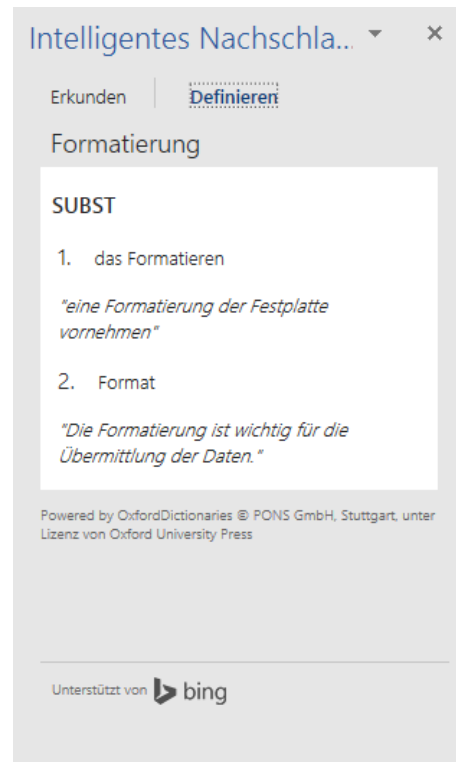 Intelligentes Nachschla...
Erkunden Definieren
Formatierung
SUBST
1. das Formatieren
"eine Formatierung der Festplatte
vornehmen"
2. Format
"Die Formatierung ist wichtig für die
Übermittlung der Daten."
Powered by OxfordDictionaries © PONS GmbH, Stuttgart, unter
Lizenz von Oxford University Press
Unterstützt von bing